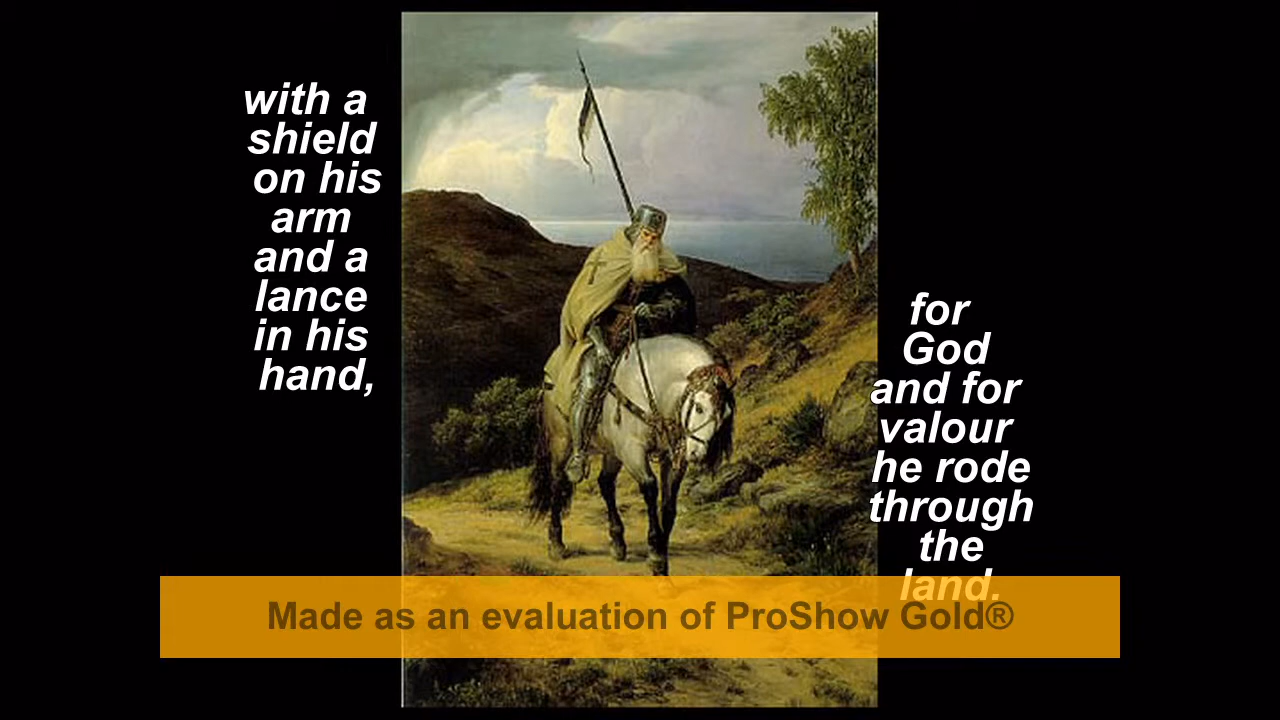 with a
shield
on his
arm
and a
lance
in his
hand,
for
God
and for
valour
he rode
through
the
land.
Made as an evaluation of ProShow Gold®